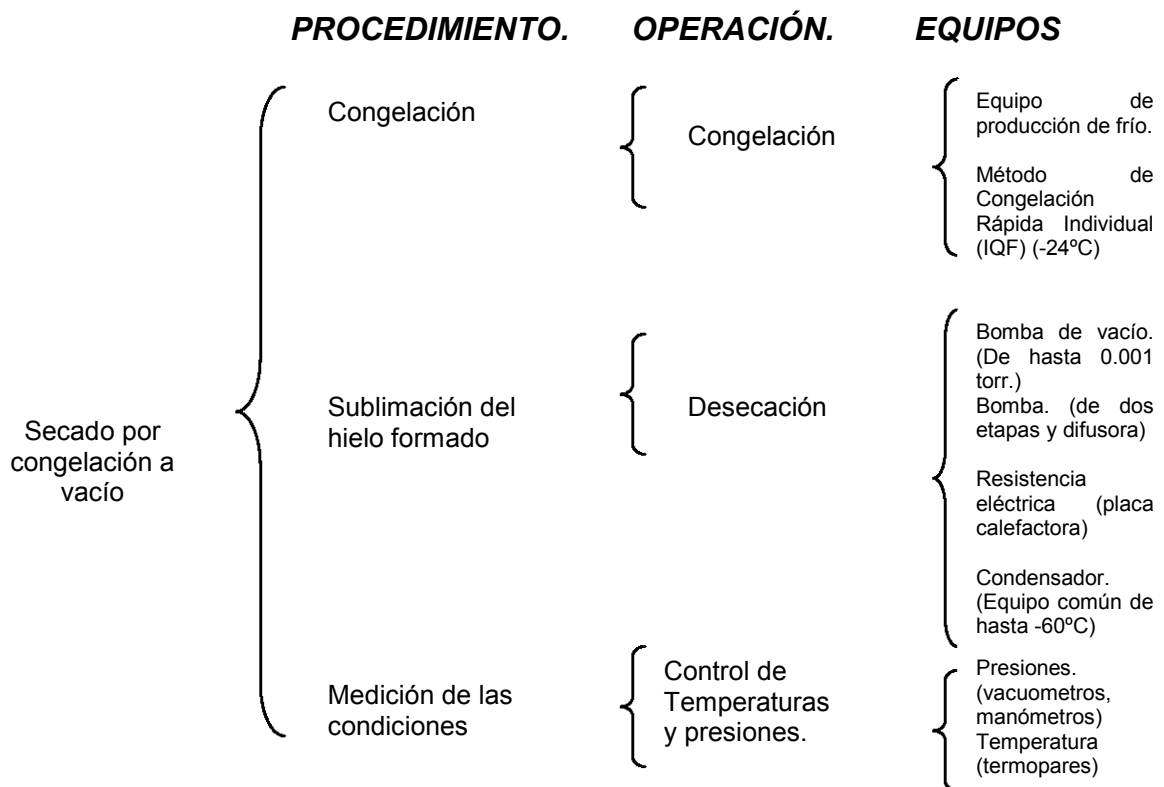 PROCEDIMIENTO. OPERACIÓN. EQUIPOS
Secado por
congelación a
vacío
Congelación
Congelación
Equipo de
producción de frío.
Método de
Congelación
Rápida Individual
(IQF) (-24ºC)
Sublimación del
hielo formado
Desecación
Bomba de vacío.
(De hasta 0.001
torr.)
Bomba. (de dos
etapas y difusora)
Resistencia
eléctrica (placa
calefactora)
Condensador.
(Equipo común de
hasta -60ºC)
Medición de las
condiciones
Control de
Temperaturas
y presiones.
Presiones.
(vacuometros,
manómetros)
Temperatura
(termopares)